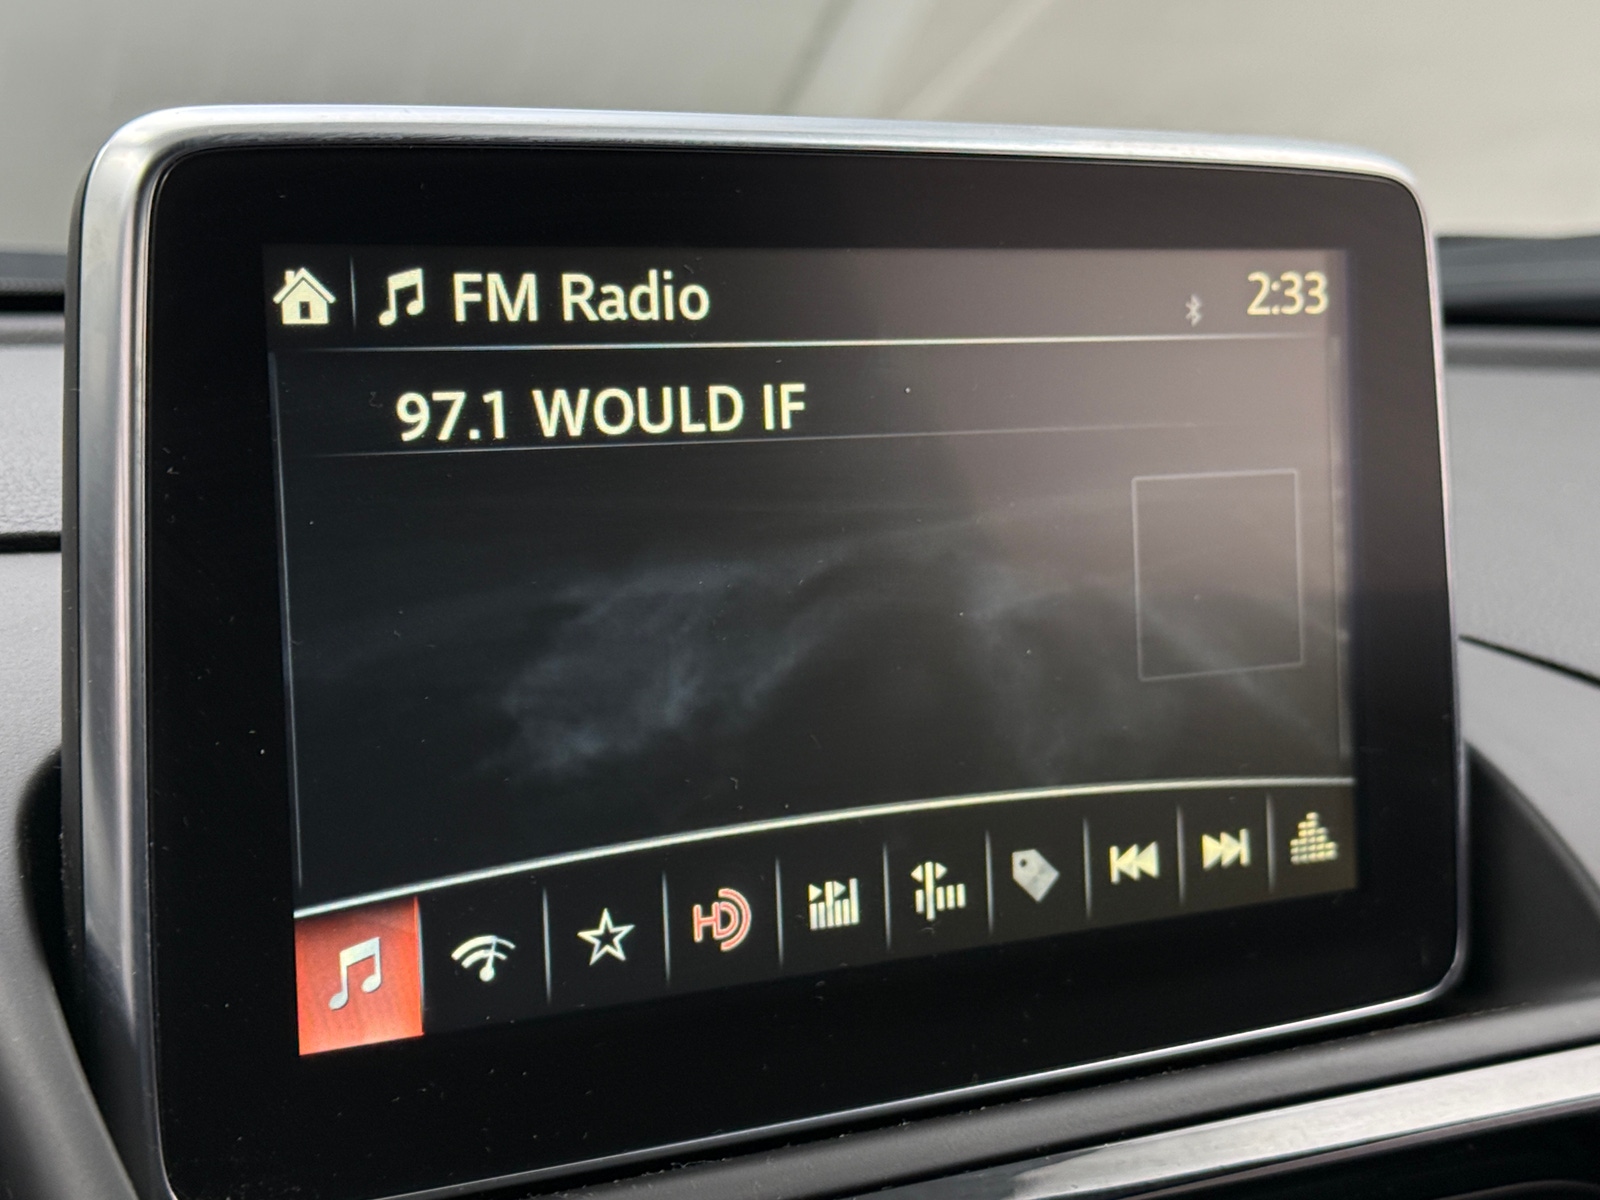 FM Radio 2:33
97.1 WOULD IF
HD